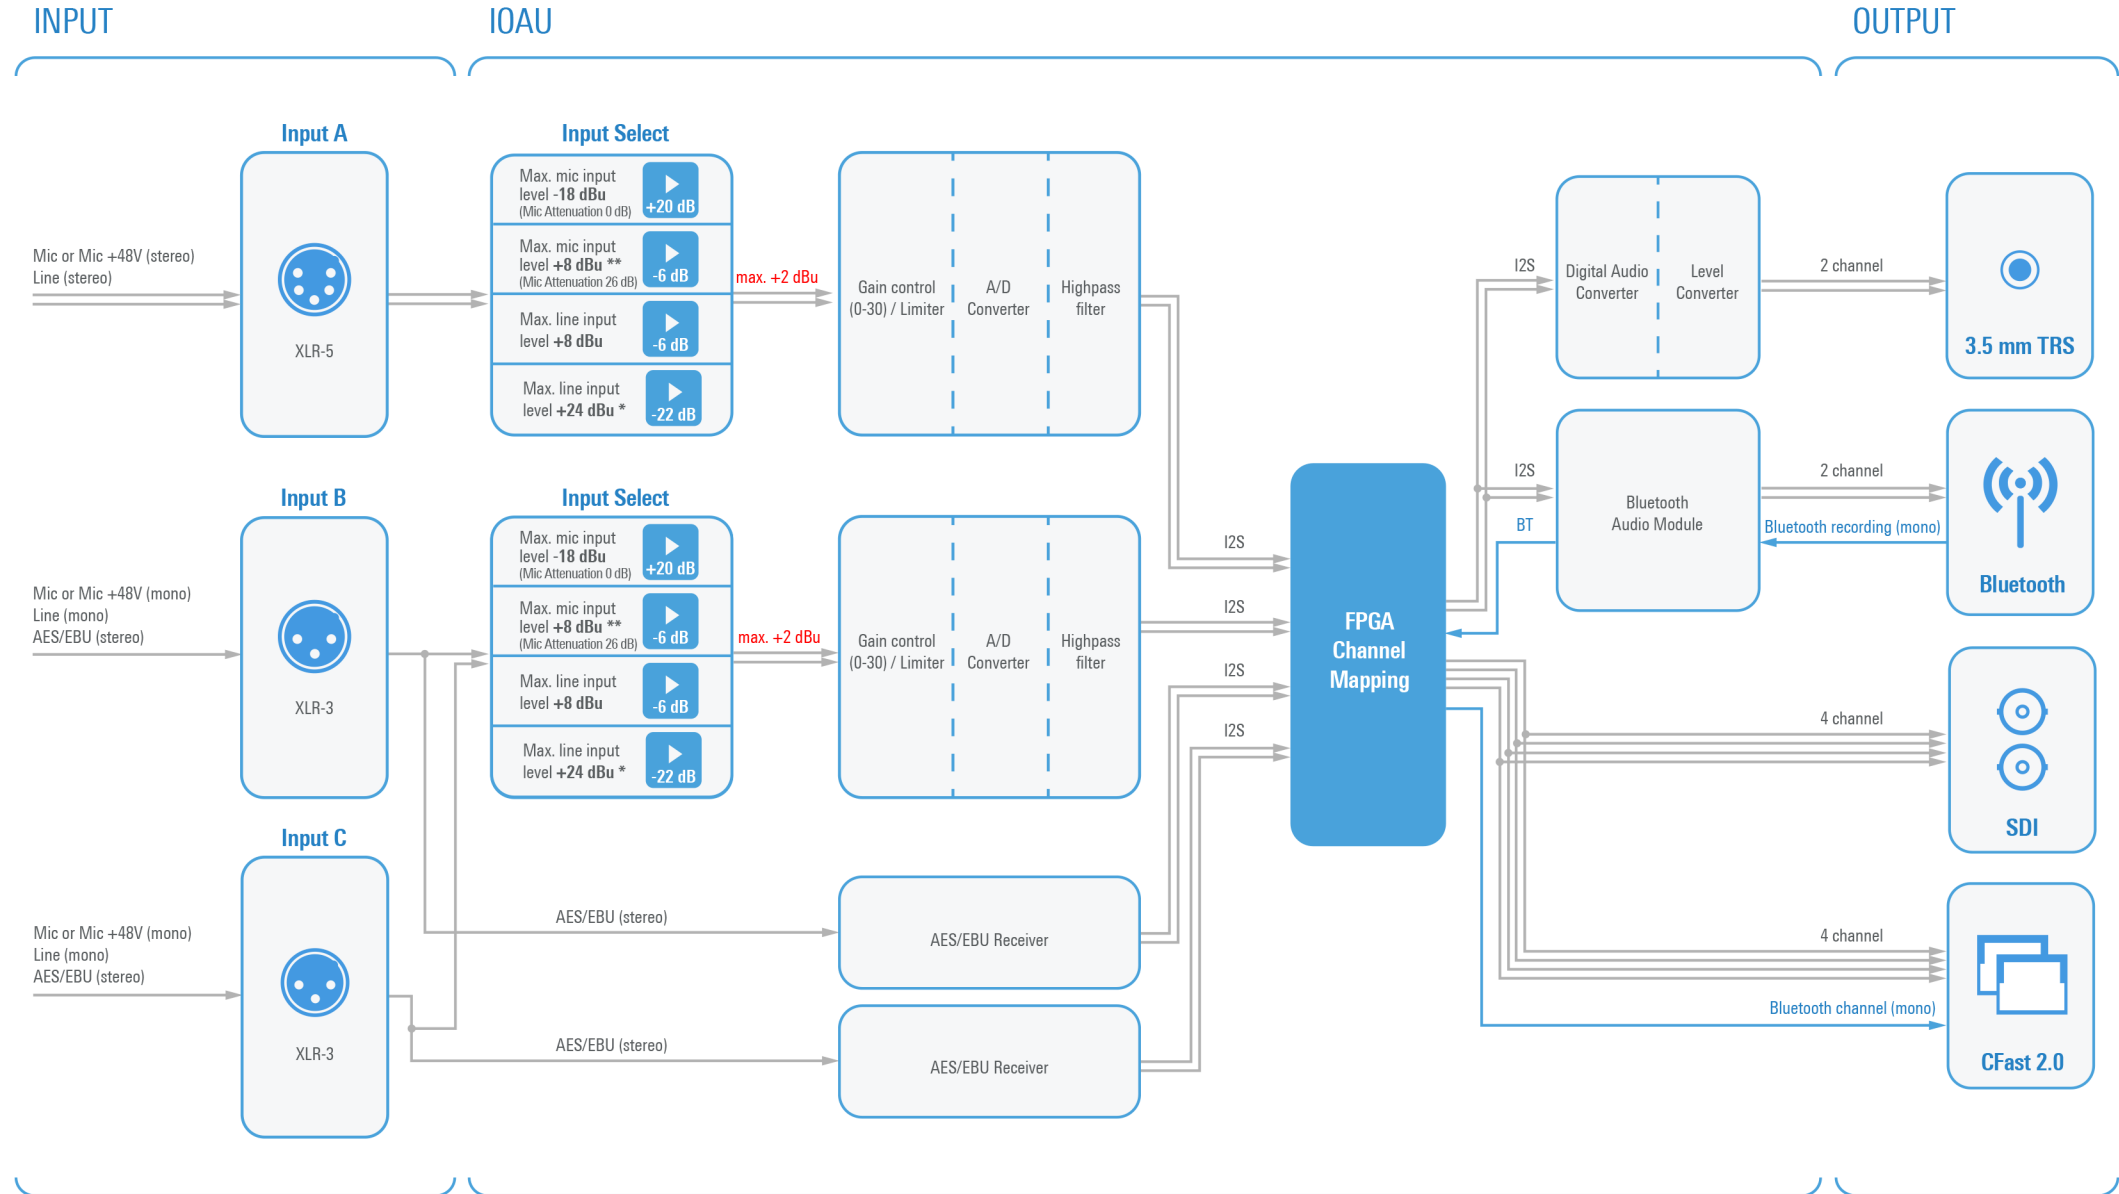 INPUT
IOAU
OUTPUT
Input A
Mic or Mic +48V (stereo)
Line (stereo)
XLR-5
Input Select
Max. mic input
level -18 dBu
(Mic Attenuation 0 dB)
+20 dB
Max. mic input
level +8 dBu **
(Mic Attenuation 26 dB)
-6 dB
Max. line input
level +8 dBu
-6 dB
Max. line input
level +24 dBu *
-22 dB
max. +2 dBu
Gain control
(0-30) / Limiter
A/D
Converter
Highpass
filter
Input B
Mic or Mic +48V (mono)
Line (mono)
AES/EBU (stereo)
XLR-3
Input Select
Max. mic input
level -18 dBu
(Mic Attenuation 0 dB)
+20 dB
Max. mic input
level +8 dBu **
(Mic Attenuation 26 dB)
-6 dB
Max. line input
level +8 dBu
-6 dB
Max. line input
level +24 dBu *
-22 dB
max. +2 dBu
Gain control
(0-30) / Limiter
A/D
Converter
Highpass
filter
Input C
Mic or Mic +48V (mono)
Line (mono)
AES/EBU (stereo)
XLR-3
AES/EBU (stereo)
AES/EBU Receiver
AES/EBU (stereo)
AES/EBU Receiver
I2S
I2S
I2S
I2S
FPGA
Channel
Mapping
I2S
Digital Audio
Converter
Level
Converter
2 channel
3.5 mm TRS
I2S
BT
Bluetooth
Audio Module
2 channel
Bluetooth recording (mono)
Bluetooth
4 channel
SDI
4 channel
Bluetooth channel (mono)
CFast 2.0